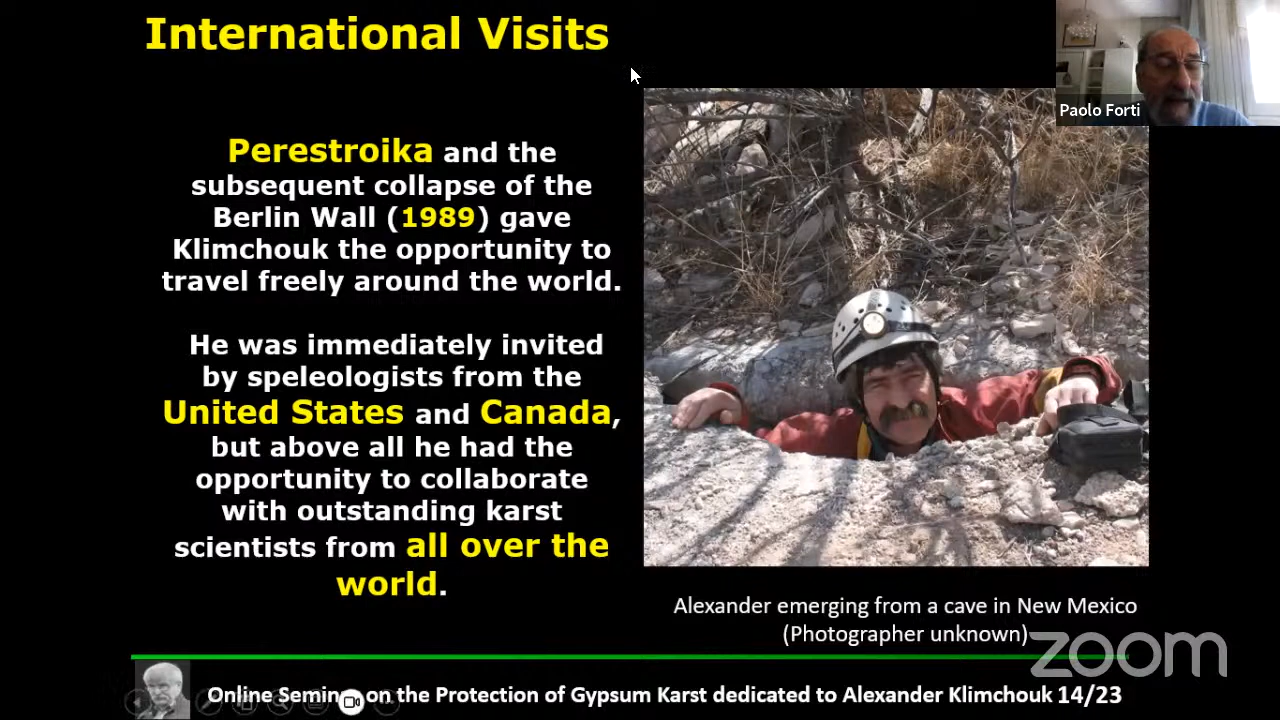 International Visits
Paolo Forti
Perestroika and the
subsequent collapse of the
Berlin Wall (1989) gave
Klimchouk the opportunity to
travel freely around the world.
He was immediately invited
by speleologists from the
United States and Canada,
but above all he had the
opportunity to collaborate
with outstanding karst
scientists from all over the
world.
Alexander emerging from a cave in New Mexico
(Photographer unknown)
zoom
Online Seminar on the Protection of Gypsum Karst dedicated to Alexander Klimchouk 14/23